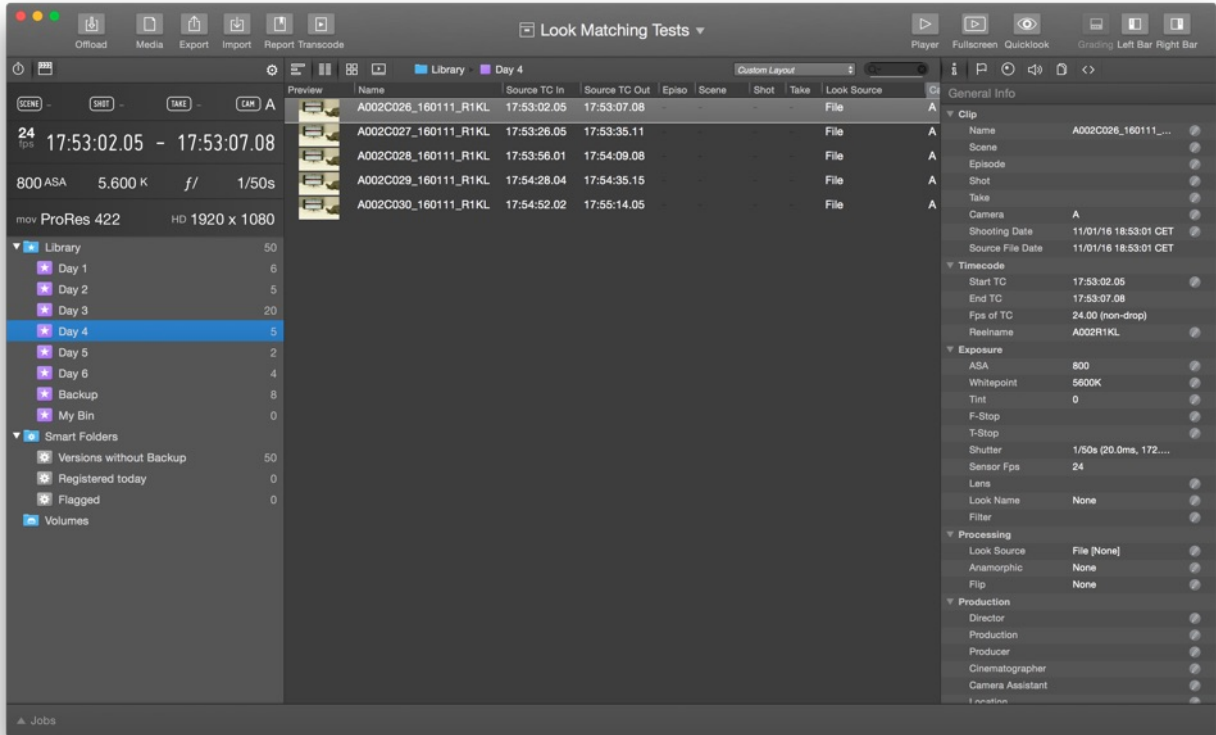 Look Matching Tests ▼
Offload Media Export Import Report Transcode Player Fullscreen Quicklook Grading Left Bar Right Bar
Library Day 4 Custom Layout
SCENE – SHOT – TAKE – CAM A
24 fps 17:53:02.05 - 17:53:07.08
800 ASA 5.600 K f/ 1/50s
mov ProRes 422 HD 1920 x 1080
Library 50
Day 1 6
Day 2 5
Day 3 20
Day 4 5
Day 5 2
Day 6 4
Backup 8
My Bin 0
Smart Folders
Versions without Backup 50
Registered today 0
Flagged 0
Volumes
Preview Name Source TC In Source TC Out Episo Scene Shot Take Look Source
A002C026_160111_R1KL 17:53:02.05 17:53:07.08 – – – – File A
A002C027_160111_R1KL 17:53:26.05 17:53:35.11 – – – – File A
A002C028_160111_R1KL 17:53:56.01 17:54:09.08 – – – – File A
A002C029_160111_R1KL 17:54:28.04 17:54:35.15 – – – – File A
A002C030_160111_R1KL 17:54:52.02 17:55:14.05 – – – – File A
General Info
Clip
Name A002C026_160111_...
Scene
Episode
Shot
Take
Camera A
Shooting Date 11/01/16 18:53:01 CET
Source File Date 11/01/16 18:53:01 CET
Timecode
Start TC 17:53:02.05
End TC 17:53:07.08
Fps of TC 24.00 (non-drop)
Reelname A002R1KL
Exposure
ASA 800
Whitepoint 5600K
Tint 0
F-Stop
T-Stop
Shutter 1/50s (20.0ms, 172....
Sensor Fps 24
Lens
Look Name None
Filter
Processing
Look Source File [None]
Anamorphic None
Flip None
Production
Director
Production
Producer
Cinematographer
Camera Assistant
Location
Jobs